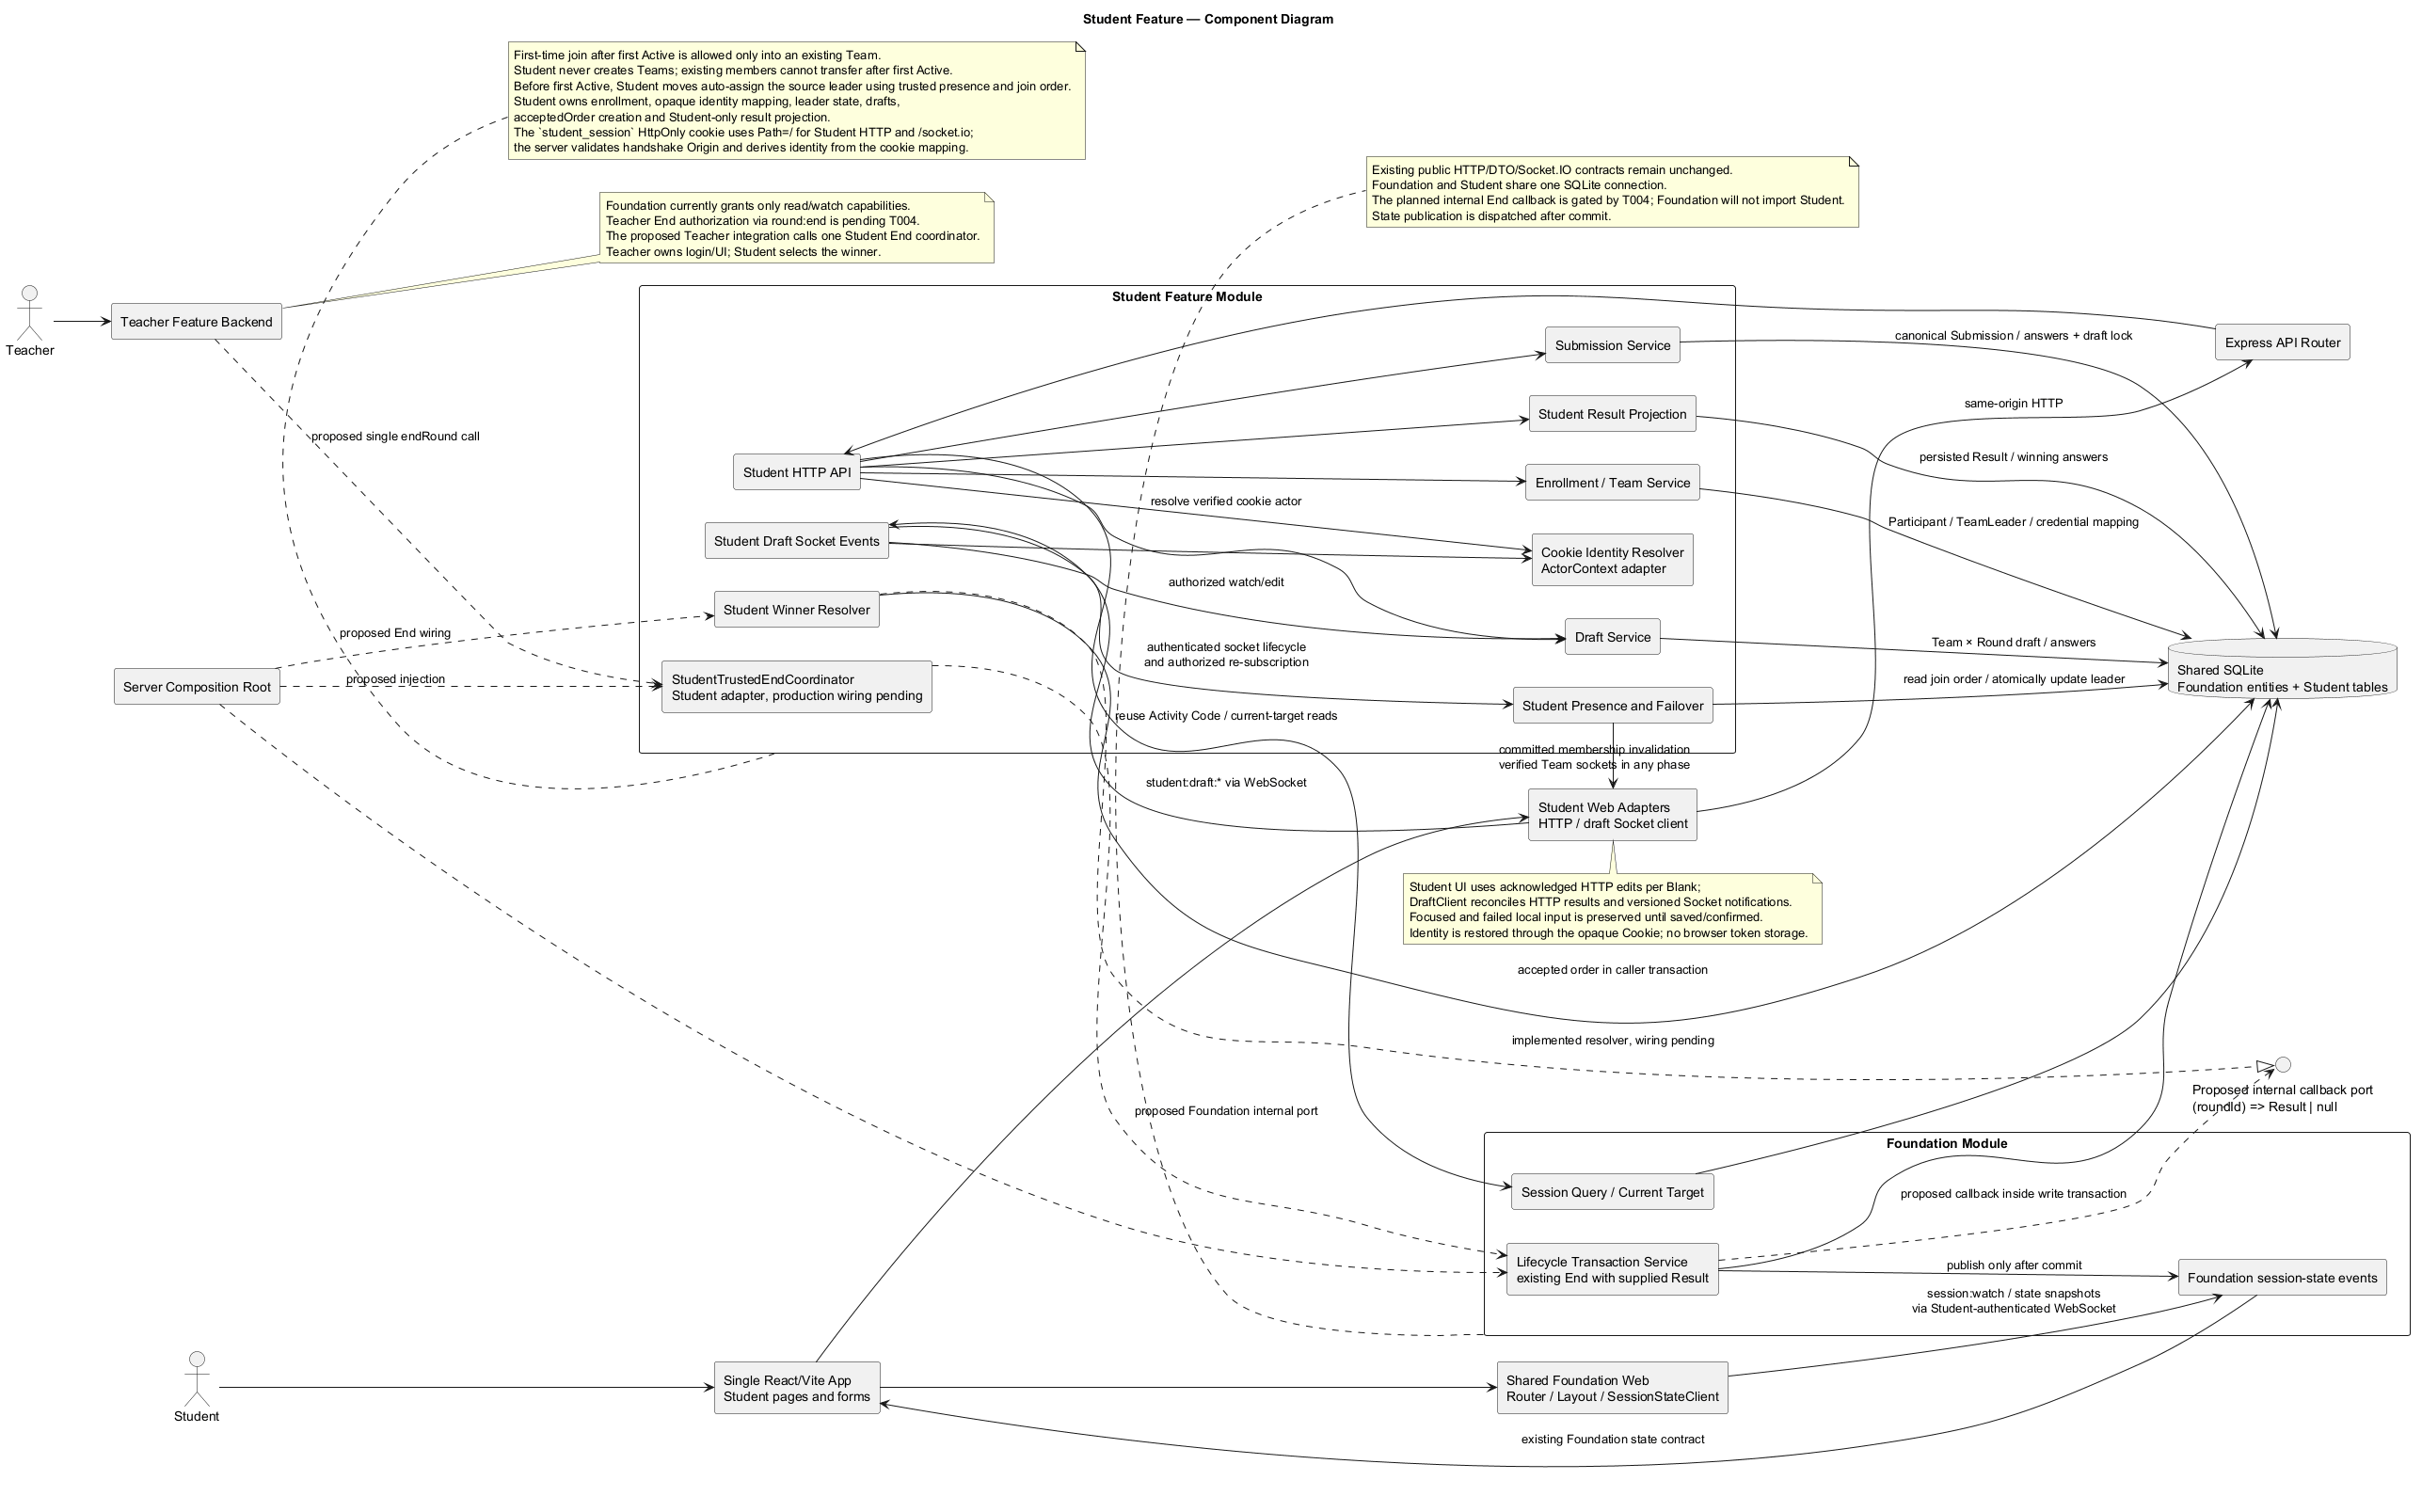 Student Feature — Component Diagram
First-time join after first Active is allowed only into an existing Team.
Student never creates Teams; existing members cannot transfer after first Active.
Before first Active, Student moves auto-assign the source leader using trusted presence and join order.
Student owns enrollment, opaque identity mapping, leader state, drafts,
acceptedOrder creation and Student-only result projection.
The `student_session` HttpOnly cookie uses Path=/ for Student HTTP and /socket.io;
the server validates handshake Origin and derives identity from the cookie mapping.
Existing public HTTP/DTO/Socket.IO contracts remain unchanged.
Foundation and Student share one SQLite connection.
The planned internal End callback is gated by T004; Foundation will not import Student.
State publication is dispatched after commit.
Foundation currently grants only read/watch capabilities.
Teacher End authorization via round:end is pending T004.
The proposed Teacher integration calls one Student End coordinator.
Teacher owns login/UI; Student selects the winner.
Teacher
Teacher Feature Backend
Student Feature Module
Submission Service
canonical Submission / answers + draft lock
Express API Router
same-origin HTTP
Student Result Projection
proposed single endRound call
persisted Result / winning answers
Student HTTP API
Enrollment / Team Service
resolve verified cookie actor
Participant / TeamLeader / credential mapping
Student Draft Socket Events
Cookie Identity Resolver
ActorContext adapter
authorized watch/edit
Student Winner Resolver
proposed End wiring
Draft Service
Team × Round draft / answers
authenticated socket lifecycle
and authorized re-subscription
Server Composition Root
proposed injection
StudentTrustedEndCoordinator
Student adapter, production wiring pending
Shared SQLite
Foundation entities + Student tables
read join order / atomically update leader
Student Presence and Failover
reuse Activity Code / current-target reads
committed membership invalidation
verified Team sockets in any phase
student:draft:* via WebSocket
Student Web Adapters
HTTP / draft Socket client
Student UI uses acknowledged HTTP edits per Blank;
DraftClient reconciles HTTP results and versioned Socket notifications.
Focused and failed local input is preserved until saved/confirmed.
Identity is restored through the opaque Cookie; no browser token storage.
accepted order in caller transaction
implemented resolver, wiring pending
Proposed internal callback port
(roundId) => Result | null
proposed Foundation internal port
Foundation Module
Session Query / Current Target
proposed callback inside write transaction
Lifecycle Transaction Service
existing End with supplied Result
publish only after commit
Foundation session-state events
session:watch / state snapshots
via Student-authenticated WebSocket
Student
Single React/Vite App
Student pages and forms
Shared Foundation Web
Router / Layout / SessionStateClient
existing Foundation state contract